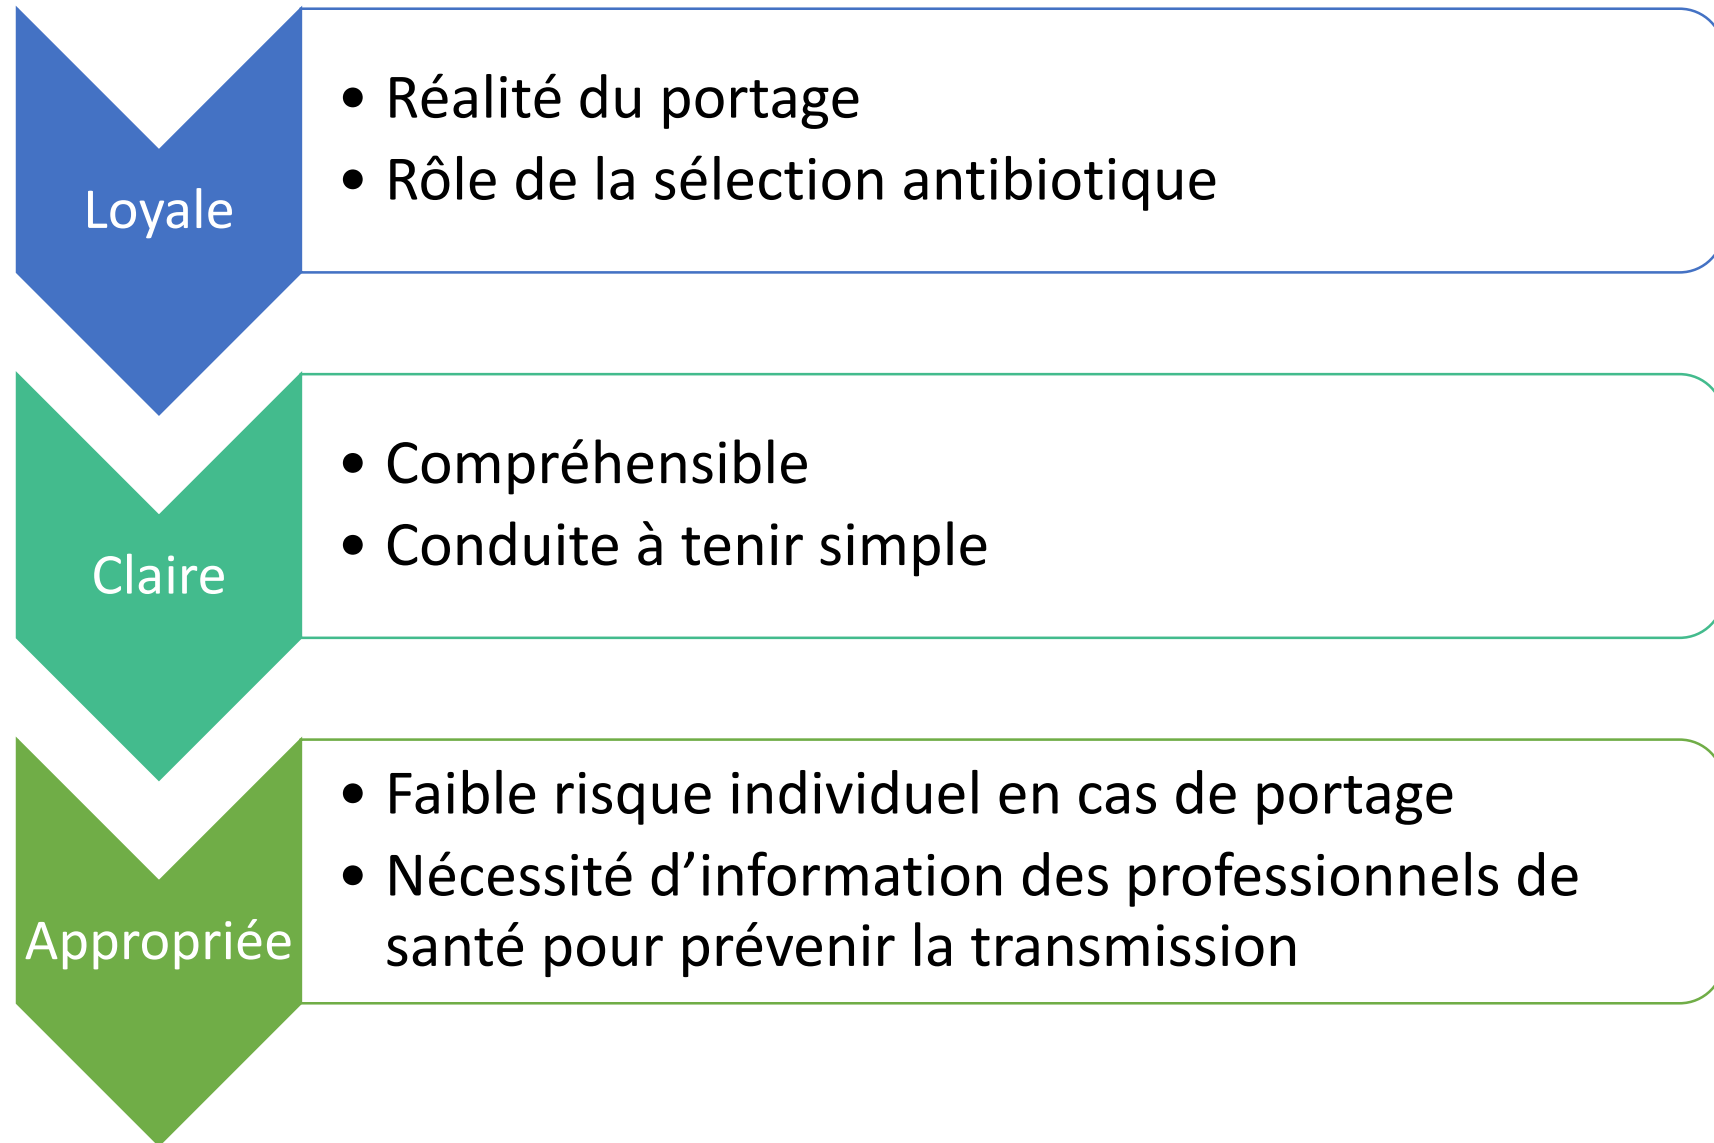 Loyale
• Réalité du portage
• Rôle de la sélection antibiotique
Claire
• Compréhensible
• Conduite à tenir simple
Appropriée
• Faible risque individuel en cas de portage
• Nécessité d’information des professionnels de
santé pour prévenir la transmission